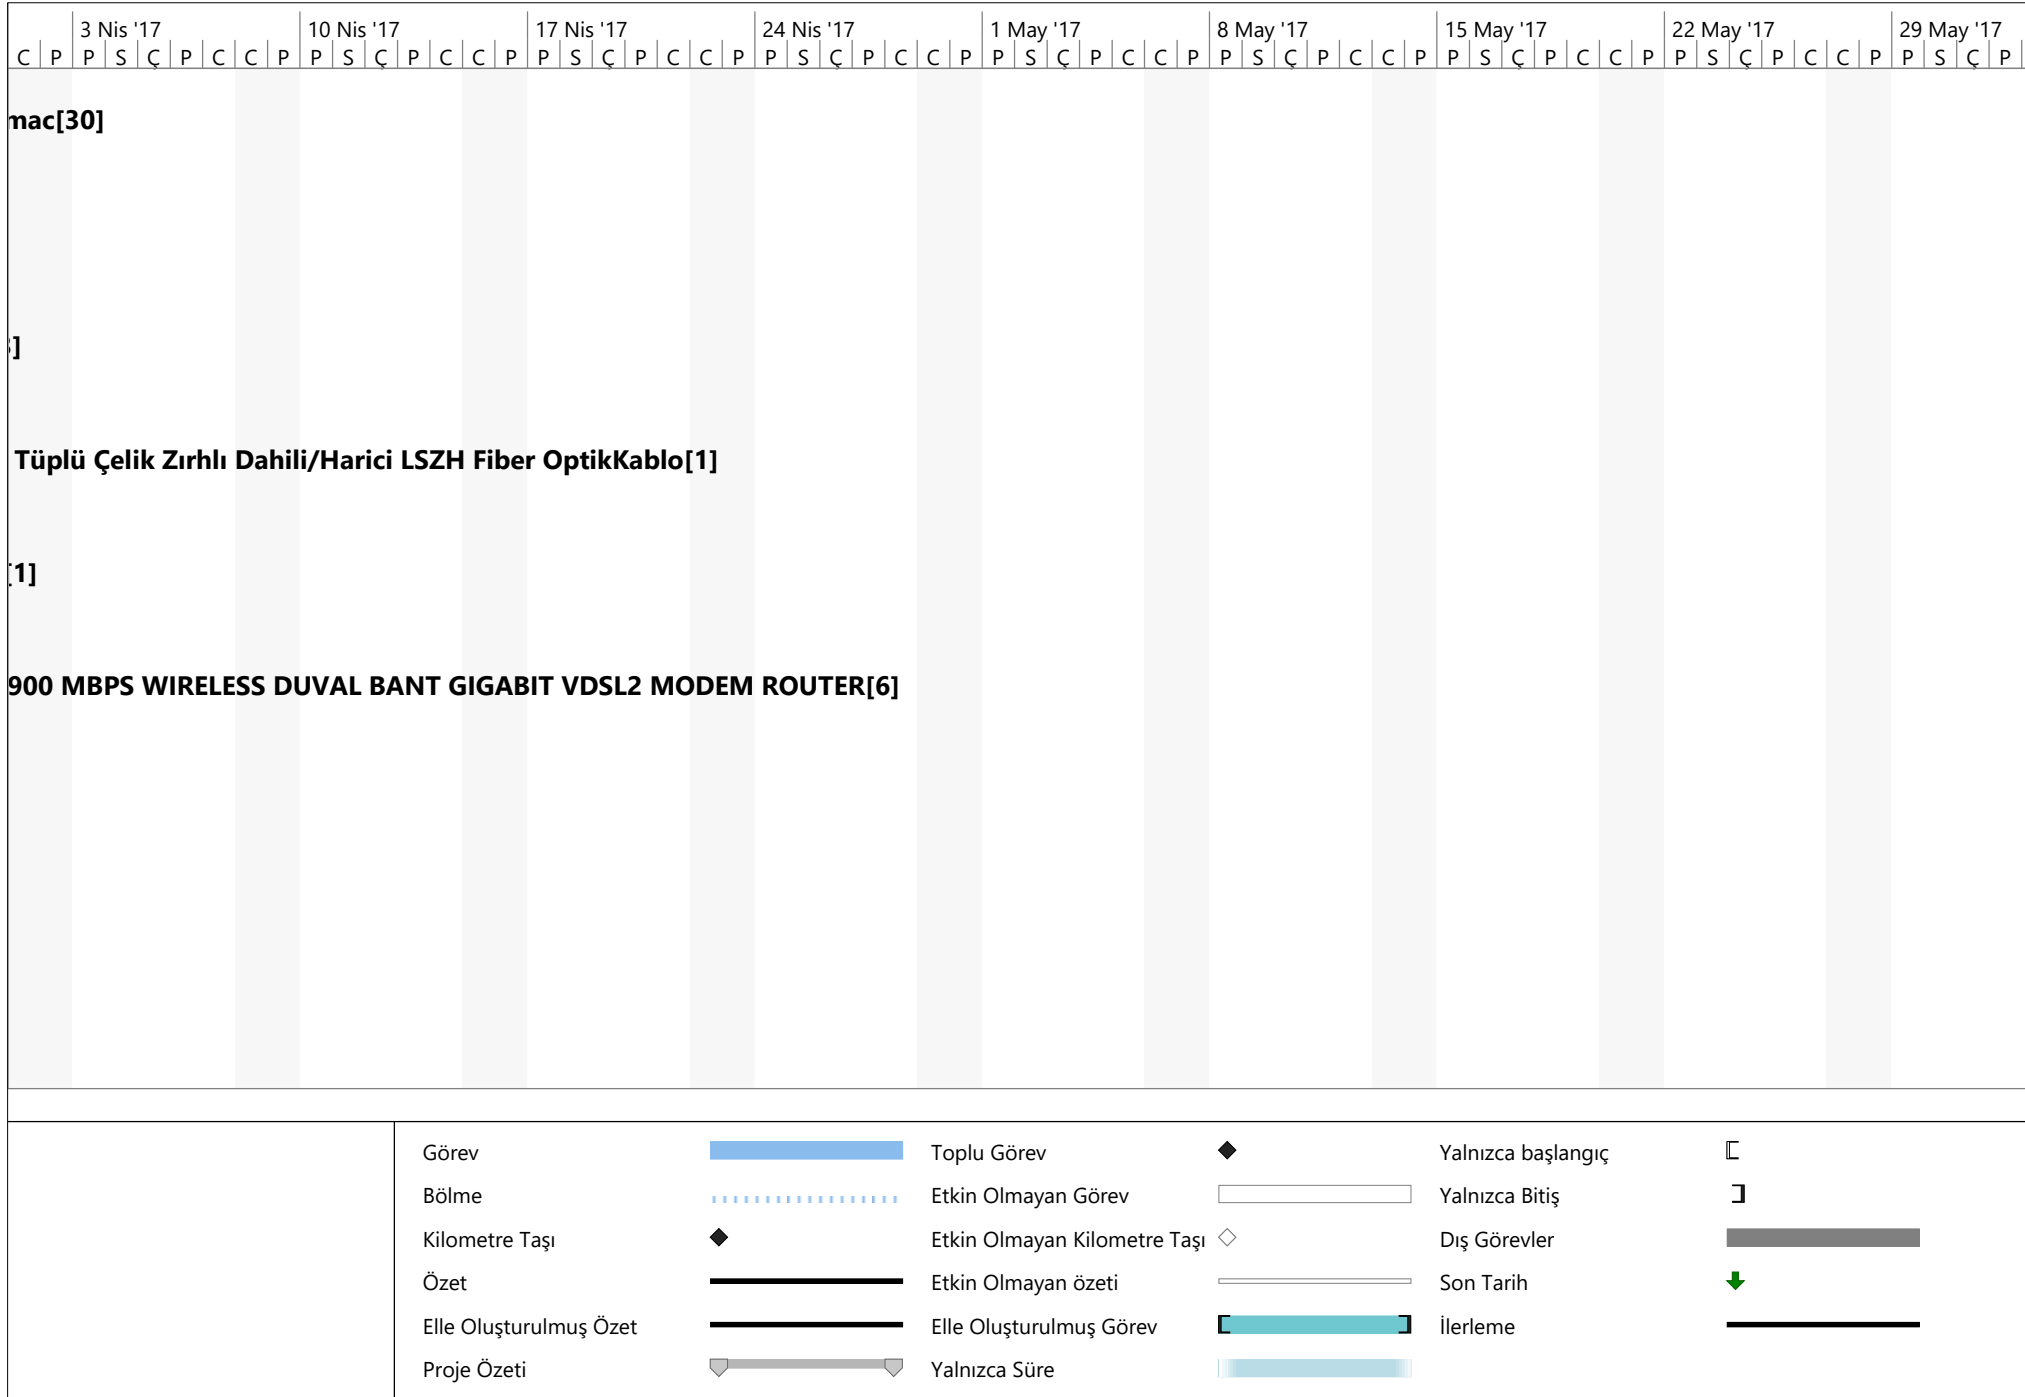 3 Nis '17 10 Nis '17 17 Nis '17 24 Nis '17 1 May '17 8 May '17 15 May '17 22 May '17 29 May '17
C P P S Ç P C C P P S Ç P C C P P S Ç P C C P P S Ç P C C P P S Ç P C C P P S Ç P C C P P S Ç P C C P P S Ç P C C P P S Ç P
mac[30]
]
Tüplü Çelik Zırhlı Dahili/Harici LSZH Fiber OptikKablo[1]
[1]
900 MBPS WIRELESS DUVAL BANT GIGABIT VDSL2 MODEM ROUTER[6]
Görev Toplu Görev Yalnızca başlangıç
Bölme Etkin Olmayan Görev Yalnızca Bitiş
Kilometre Taşı Etkin Olmayan Kilometre Taşı Dış Görevler
Özet Etkin Olmayan özeti Son Tarih
Elle Oluşturulmuş Özet Elle Oluşturulmuş Görev İlerleme
Proje Özeti Yalnızca Süre